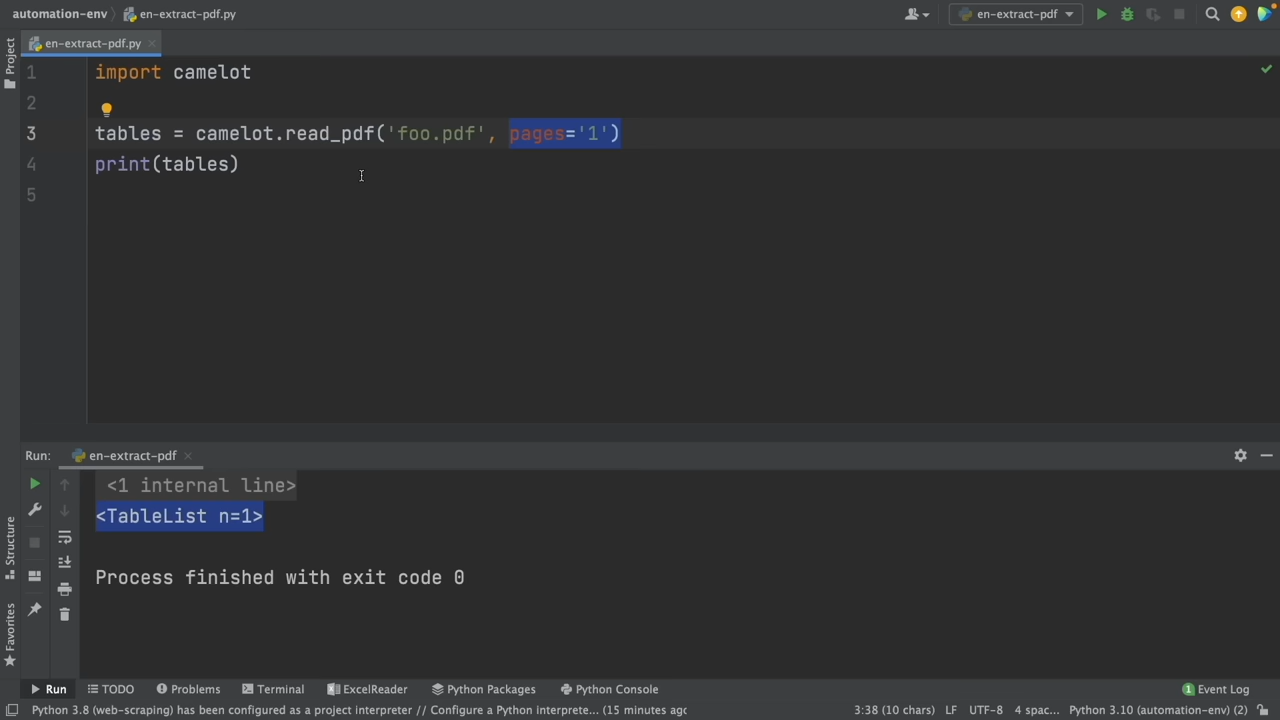 automation-env
en-extract-pdf.py
en-extract-pdf
Project
en-extract-pdf.py
1 import camelot
2
3 tables = camelot.read_pdf('foo.pdf', pages='1')
4 print(tables)
5
Run: en-extract-pdf
<1 internal line>
<TableList n=1>
Process finished with exit code 0
Structure
Favorites
Run TODO Problems Terminal ExcelReader Python Packages Python Console 1 Event Log
Python 3.8 (web-scraping) has been configured as a project interpreter // Configure a Python interprete... (15 minutes ago 3:38 (10 chars) LF UTF-8 4 spac... Python 3.10 (automation-env) (2)